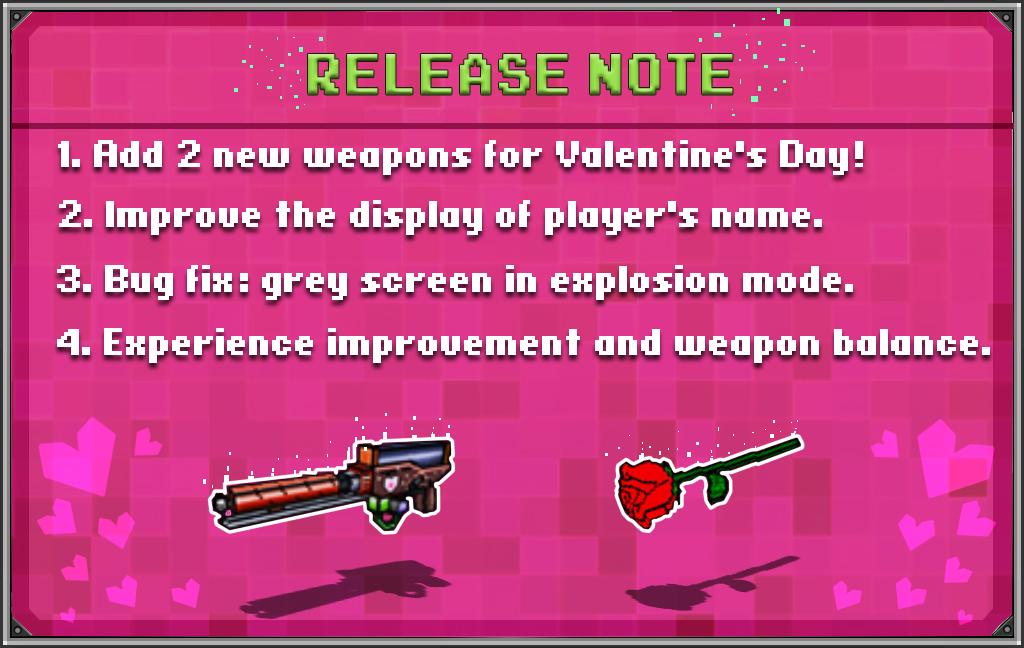 RELEASE NOTE
1. Add 2 new weapons for Valentine's Day!
2. Improve the display of player's name.
3. Bug fix: grey screen in explosion mode.
4. Experience improvement and weapon balance.